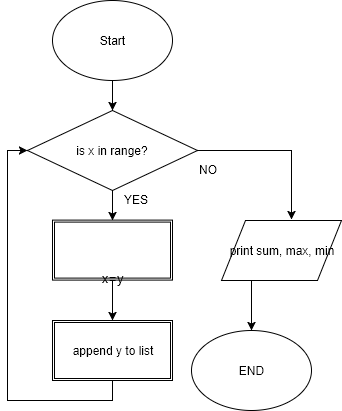 Start
is x in range?
NO
YES
print sum, max, min
x=y
append y to list
END